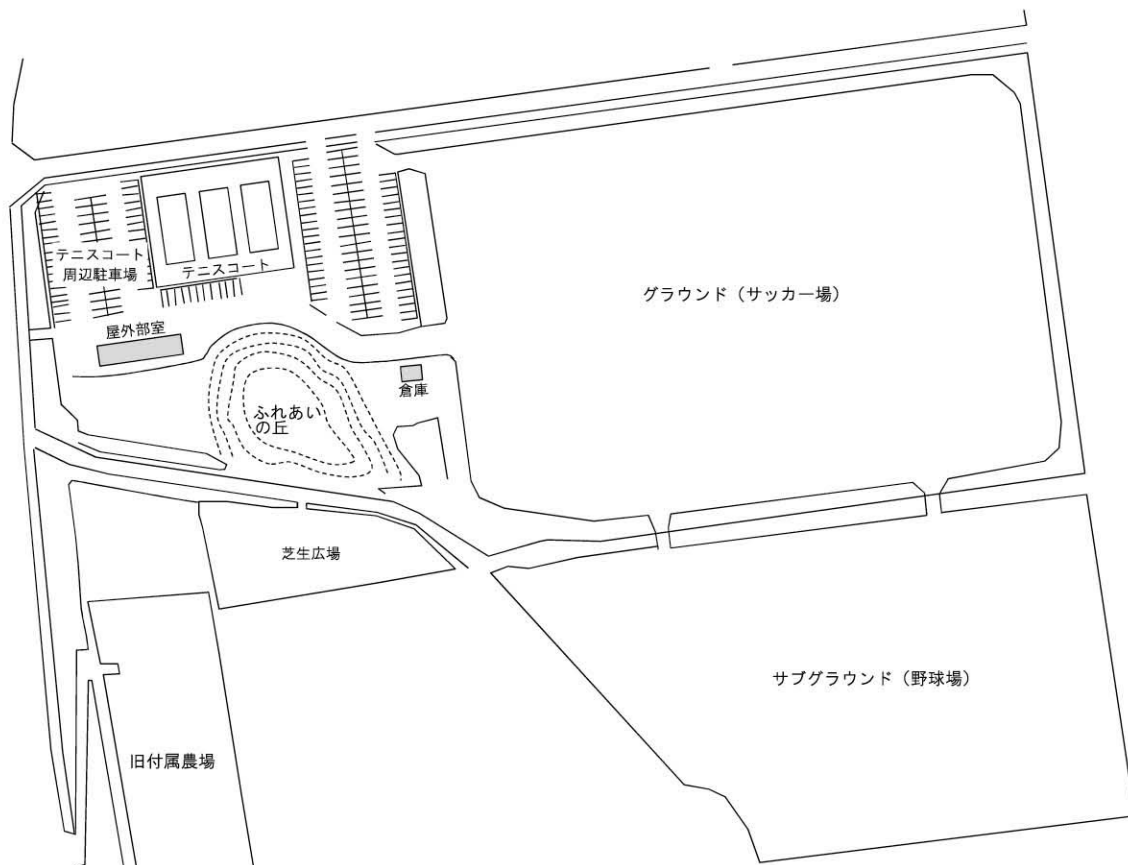 テニスコート
周辺駐車場
テニスコート
グラウンド（サッカー場）
屋外部室
倉庫
ふれあい
の丘
芝生広場
サブグラウンド（野球場）
旧付属農場